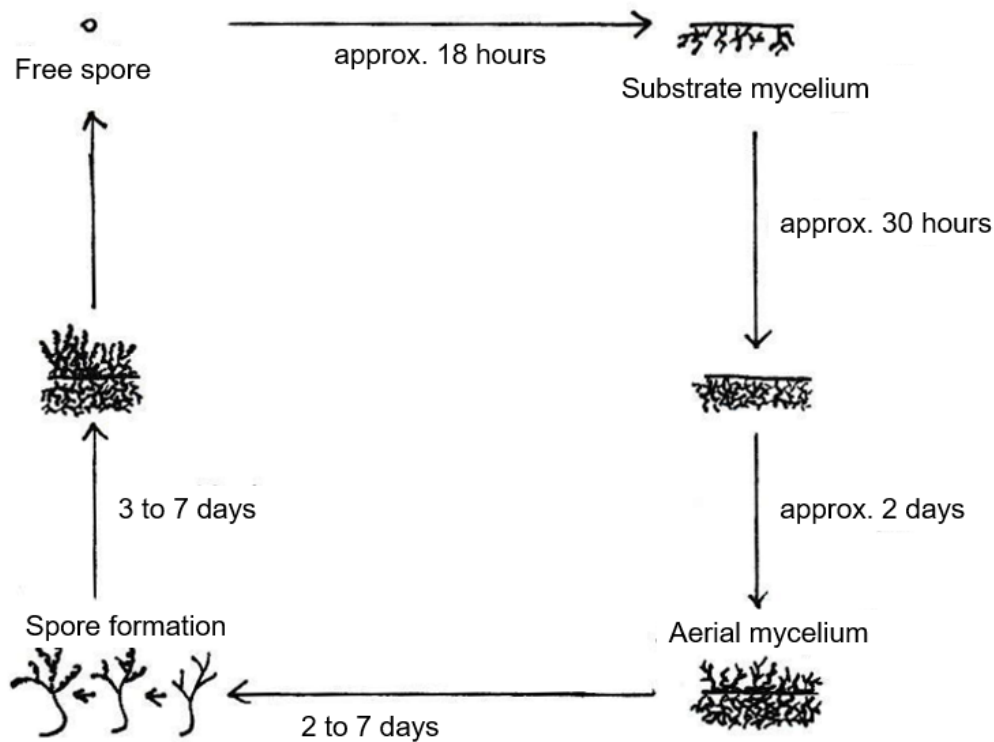 Free spore
approx. 18 hours
Substrate mycelium
approx. 30 hours
approx. 2 days
Aerial mycelium
2 to 7 days
Spore formation
3 to 7 days